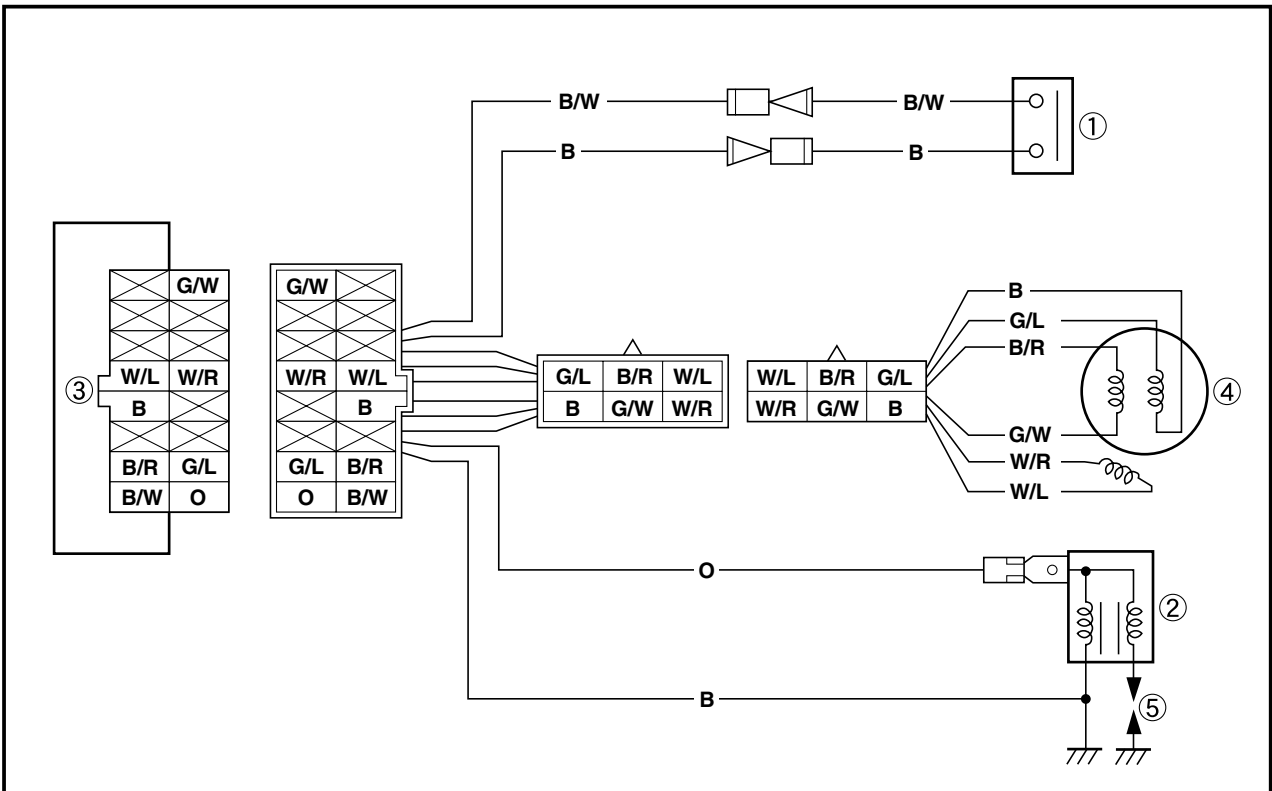 B/W B/W
①
B B
G/W G/W
B
G/L
B/R
W/L W/R W/R W/L G/L B/R W/L W/L B/R G/L
③ ④
B B B G/W W/R W/R G/W B
G/W
B/R G/L G/L B/R W/R
B/W O O B/W W/L
O
②
B ⑤